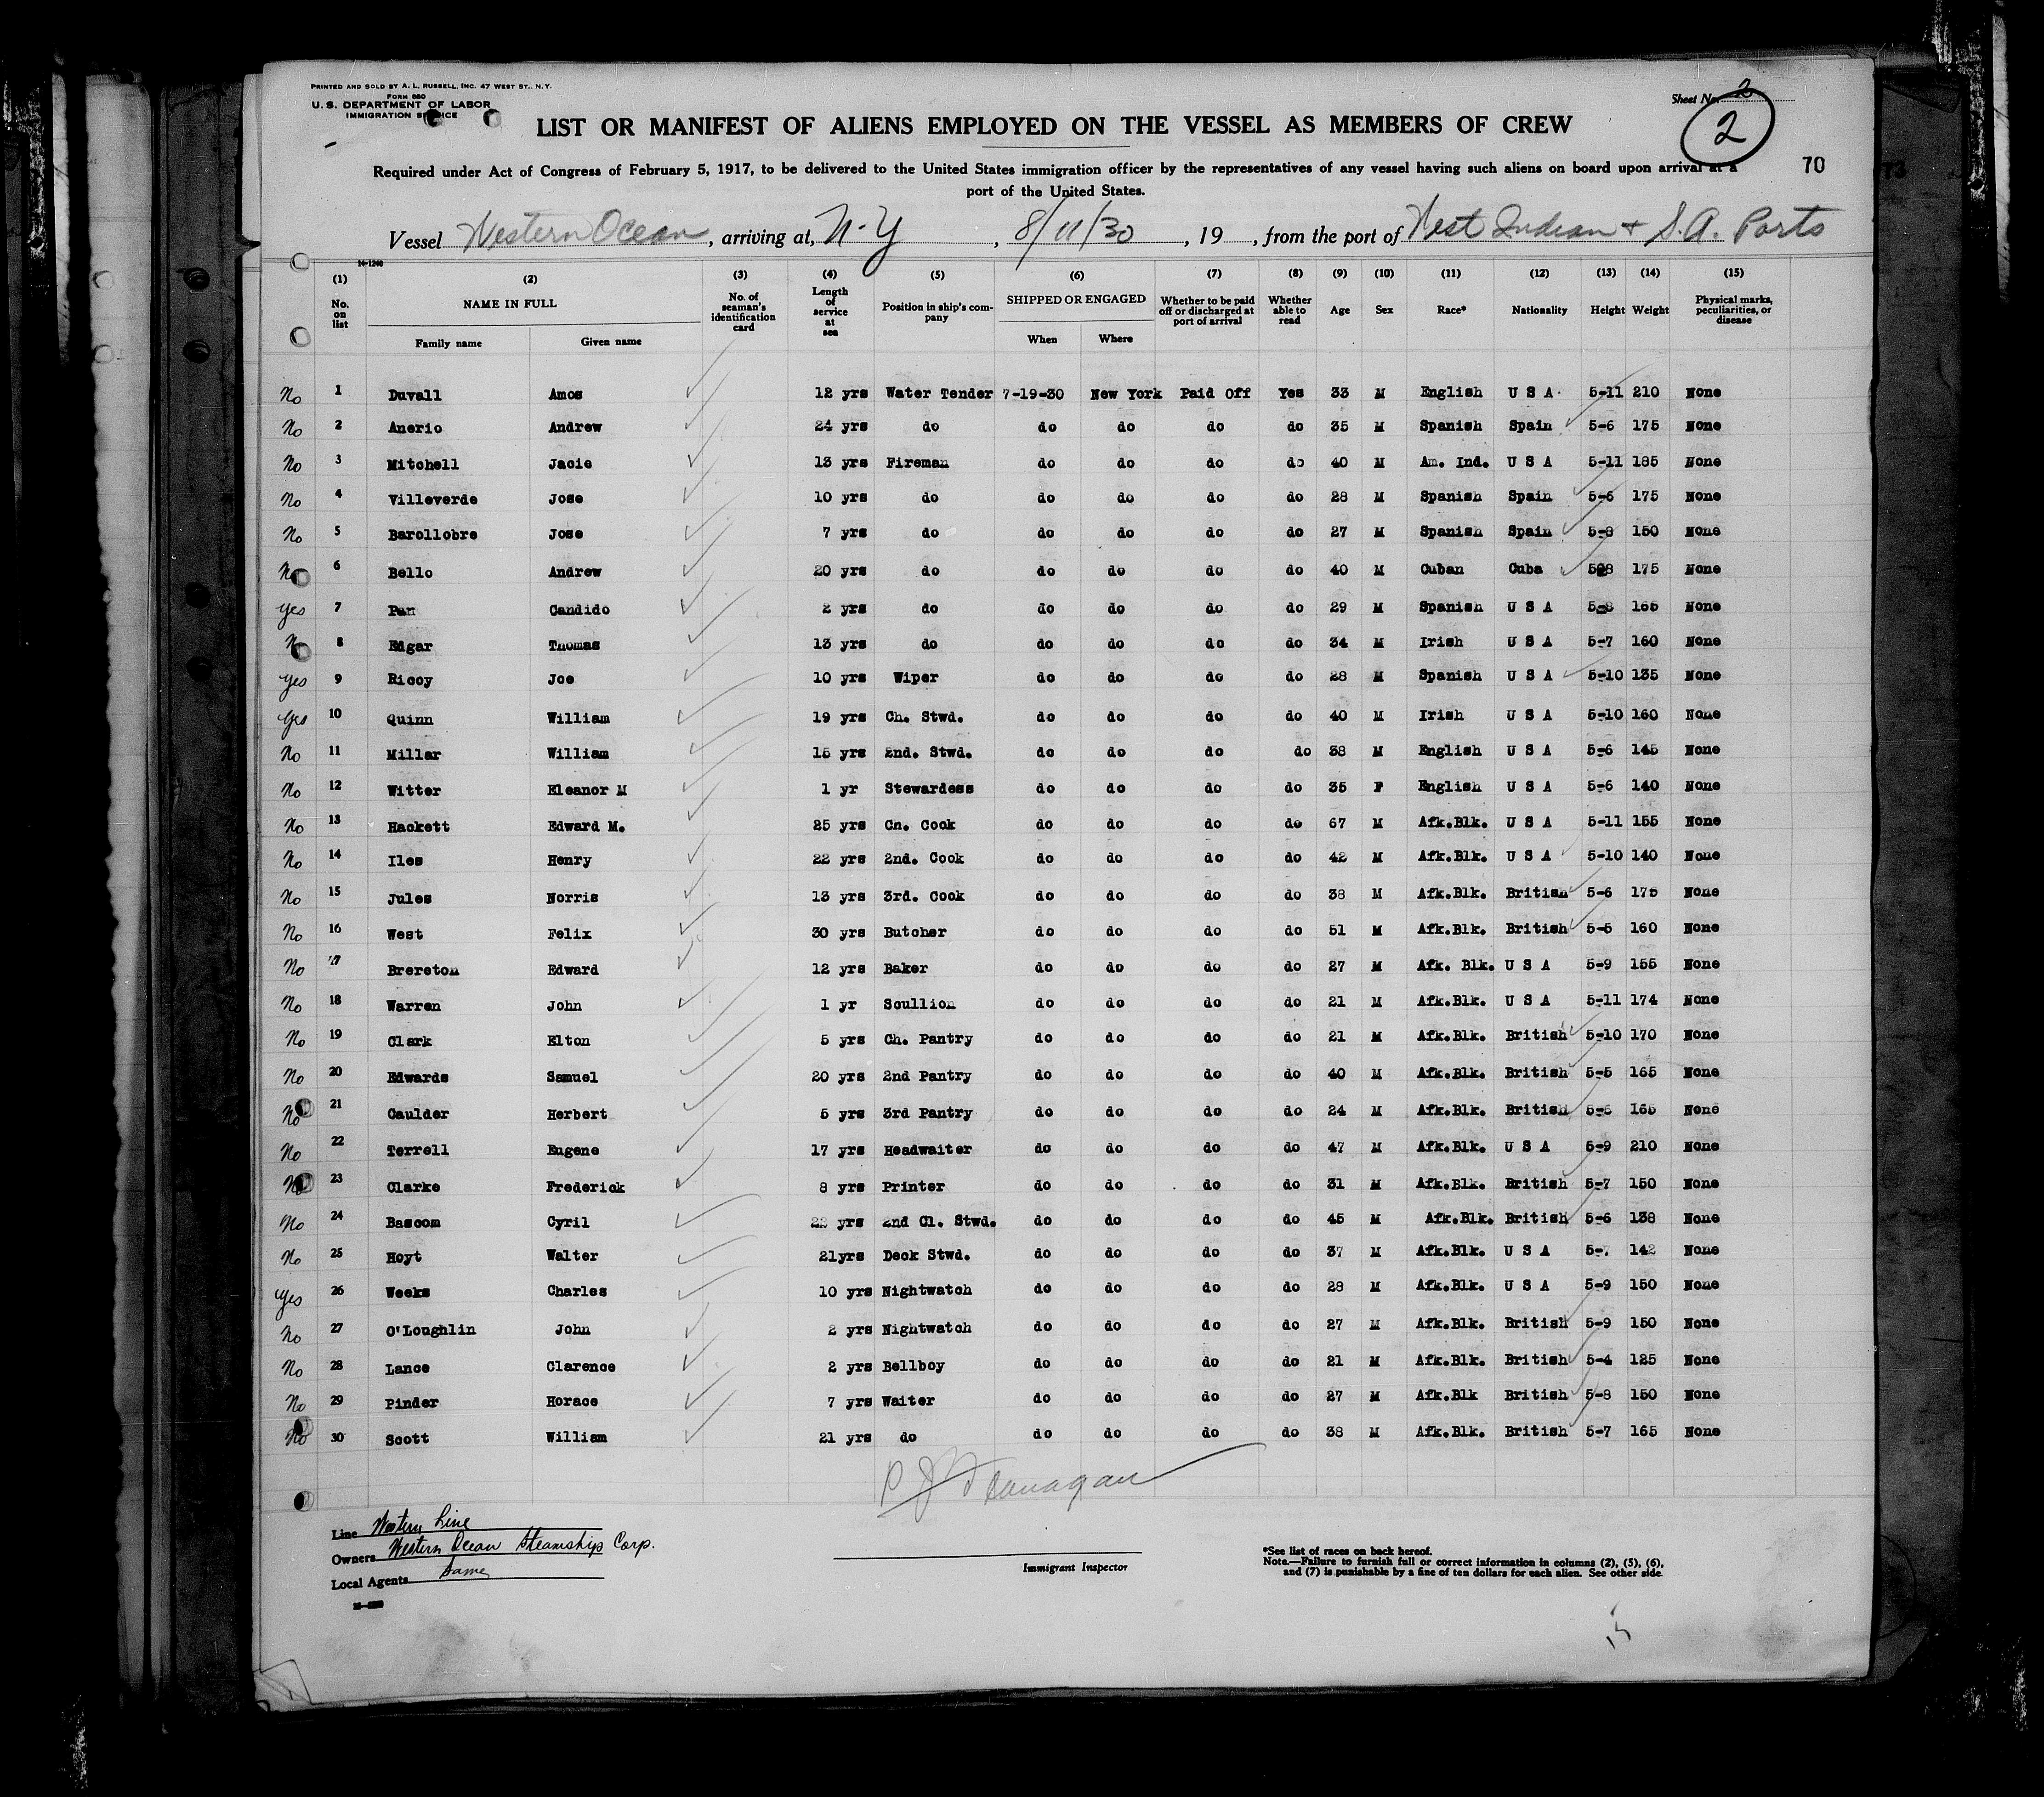 PRINTED AND SOLD BY A. L. RUSSELL, INC. 47 WEST ST., N. Y.
FORM 680
U. S. DEPARTMENT OF LABOR
IMMIGRATION SERVICE
Sheet No. 2
2
LIST OR MANIFEST OF ALIENS EMPLOYED ON THE VESSEL AS MEMBERS OF CREW
70
Required under Act of Congress of February 5, 1917, to be delivered to the United States immigration officer by the representatives of any vessel having such aliens on board upon arrival at a
port of the United States.
Vessel Western Ocean, arriving at, N. Y, 8/11/30, 19 , from the port of West Indian + S. A. Ports
14-1240
(1) (2) (3) (4) (5) (6) (7) (8) (9) (10) (11) (12) (13) (14) (15)
No. on list NAME IN FULL Family name Given name No. of seaman's identification card Length of service at sea Position in ship's company SHIPPED OR ENGAGED When Where Whether to be paid off or discharged at port of arrival Whether able to read Age Sex Race* Nationality Height Weight Physical marks, peculiarities, or disease
No 1 Duvall Amos 12 yrs Water Tender 7-19-30 New York Paid Off Yes 33 M English U S A 5-11 210 None
No 2 Anerio Andrew 24 yrs do do do do do 35 M Spanish Spain 5-6 175 None
No 3 Mitchell Jacie 13 yrs Fireman do do do do 40 M Am. Ind. U S A 5-11 185 None
No 4 Villeverde Jose 10 yrs do do do do do 28 M Spanish Spain 5-6 175 None
No 5 Barollobre Jose 7 yrs do do do do do 27 M Spanish Spain 5-8 150 None
No 6 Bello Andrew 20 yrs do do do do do 40 M Cuban Cuba 5-8 175 None
Yes 7 Pan Candido 2 yrs do do do do do 29 M Spanish U S A 5-8 165 None
No 8 Edgar Thomas 13 yrs do do do do do 34 M Irish U S A 5-7 160 None
Yes 9 Ricoy Joe 10 yrs Wiper do do do do 28 M Spanish U S A 5-10 135 None
Yes 10 Quinn William 19 yrs Ch. Stwd. do do do do 40 M Irish U S A 5-10 160 None
No 11 Millar William 15 yrs 2nd. Stwd. do do do do 38 M English U S A 5-6 145 None
No 12 Witter Eleanor M 1 yr Stewardess do do do do 35 F English U S A 5-6 140 None
No 13 Hackett Edward M. 25 yrs Ch. Cook do do do do 67 M Afk.Blk. U S A 5-11 155 None
No 14 Iles Henry 22 yrs 2nd. Cook do do do do 42 M Afk.Blk. U S A 5-10 140 None
No 15 Jules Norris 13 yrs 3rd. Cook do do do do 38 M Afk.Blk. British 5-6 175 None
No 16 West Felix 30 yrs Butcher do do do do 51 M Afk.Blk. British 5-5 160 None
No 17 Brereton Edward 12 yrs Baker do do do do 27 M Afk. Blk. U S A 5-9 155 None
No 18 Warren John 1 yr Scullion do do do do 21 M Afk.Blk. U S A 5-11 174 None
No 19 Clark Elton 5 yrs Ch. Pantry do do do do 21 M Afk.Blk. British 5-10 170 None
No 20 Edwards Samuel 20 yrs 2nd Pantry do do do do 40 M Afk.Blk. British 5-5 165 None
No 21 Caulder Herbert 5 yrs 3rd Pantry do do do do 24 M Afk.Blk. British 165 None
No 22 Terrell Eugene 17 yrs Headwaiter do do do do 47 M Afk.Blk. U S A 5-9 210 None
No 23 Clarke Frederick 8 yrs Printer do do do do 31 M Afk.Blk. British 5-7 150 None
No 24 Bascom Cyril yrs 2nd Cl. Stwd. do do do do 45 M Afk.Blk. British 5-6 138 None
No 25 Hoyt Walter 21yrs Deck Stwd. do do do do 37 M Afk.Blk. U S A 5-7 142 None
Yes 26 Weeks Charles 10 yrs Nightwatch do do do do 28 M Afk.Blk. U S A 5-9 150 None
No 27 O'Loughlin John 2 yrs Nightwatch do do do do 27 M Afk.Blk. British 5-9 150 None
No 28 Lance Clarence 2 yrs Bellboy do do do do 21 M Afk.Blk. British 5-4 125 None
No 29 Pinder Horace 7 yrs Waiter do do do do 27 M Afk.Blk British 5-8 150 None
No 30 Scott William 21 yrs do do do do do 38 M Afk.Blk. British 5-7 165 None
P J Flanagan
Immigrant Inspector
Line Western Line
Owners Western Ocean Steamship Corp.
Local Agents Same
*See list of races on back hereof.
Note.—Failure to furnish full or correct information in columns (2), (5), (6),
and (7) is punishable by a fine of ten dollars for each alien. See other side.
15